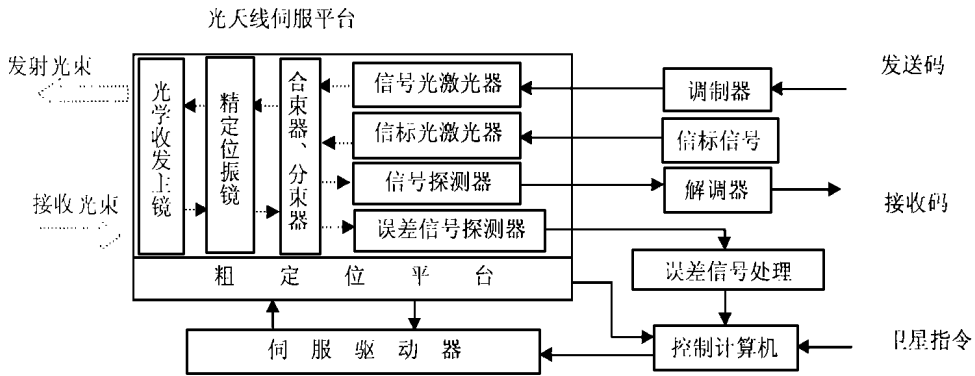 光天线伺服平台
发射光束
接收光束
光学收发上镜
精定位振镜
合束器、分束器
信号光激光器
信标光激光器
信号探测器
误差信号探测器
粗定位平台
伺服驱动器
调制器
信标信号
解调器
误差信号处理
控制计算机
发送码
接收码
卫星指令